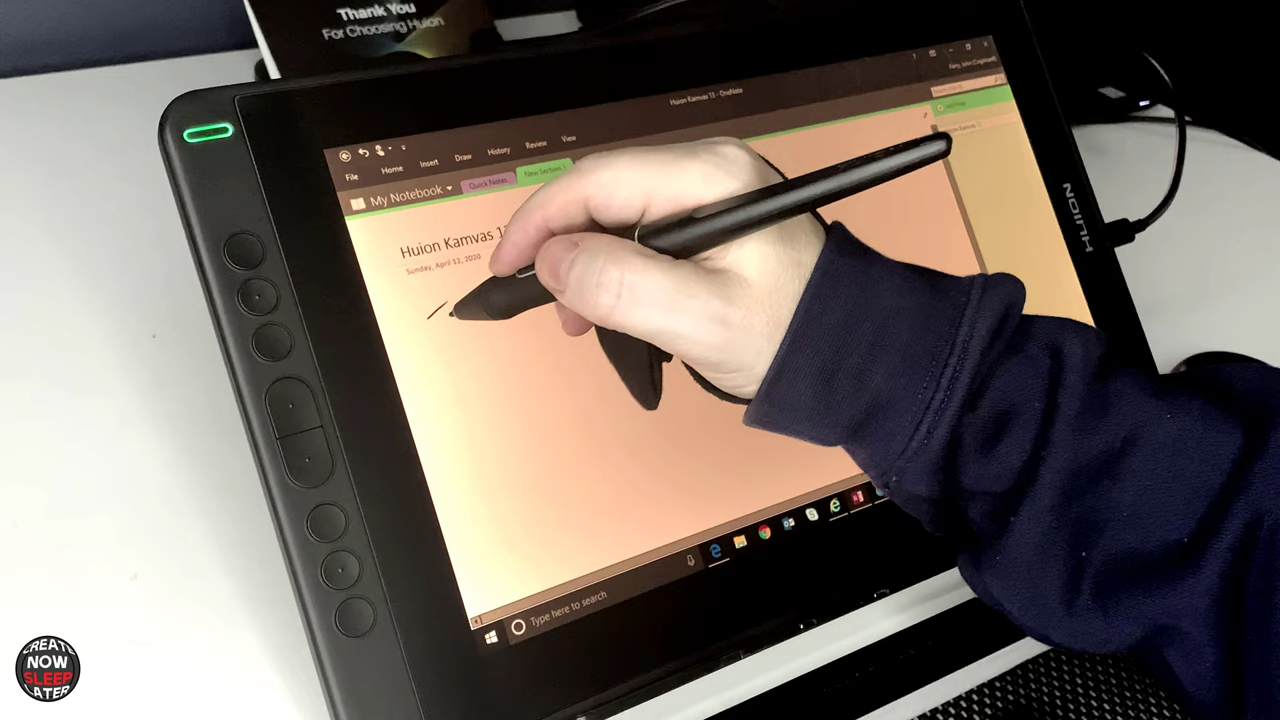 Thank You
For Choosing Huion
Huion Kamvas 13 - OneNote
File Home Insert Draw History Review View
My Notebook Quick Notes New Section 1
Huion Kamvas 13
Sunday, April 12, 2020
HUION
Type here to search
CREATE
NOW
SLEEP
LATER